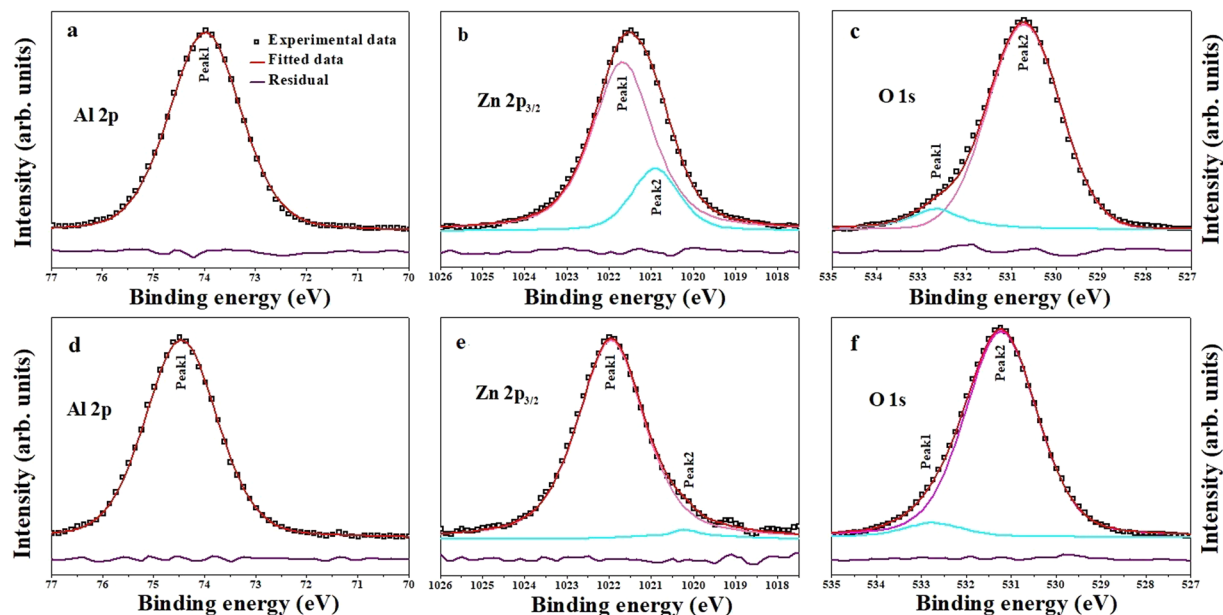 a
Peak1
Experimental data
Fitted data
Residual
Al 2p
Intensity (arb. units)
77 76 75 74 73 72 71 70
Binding energy (eV)
b
Peak1
Peak2
Zn 2p3/2
1026 1025 1024 1023 1022 1021 1020 1019 1018
Binding energy (eV)
c
Peak1
Peak2
O 1s
535 534 533 532 531 530 529 528 527
Binding energy (eV)
Intensity (arb. units)
d
Peak1
Al 2p
Intensity (arb. units)
77 76 75 74 73 72 71 70
Binding energy (eV)
e
Peak1
Peak2
Zn 2p3/2
1026 1025 1024 1023 1022 1021 1020 1019 1018
Binding energy (eV)
f
Peak1
Peak2
O 1s
535 534 533 532 531 530 529 528 527
Binding energy (eV)
Intensity (arb. units)